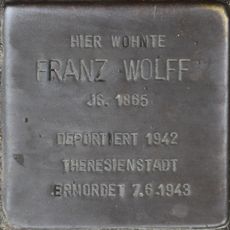 HIER WOHNTE
FRANZ WOLFF
JG. 1865
DEPORTIERT 1942
THERESIENSTADT
ERMORDET 7.6.1943